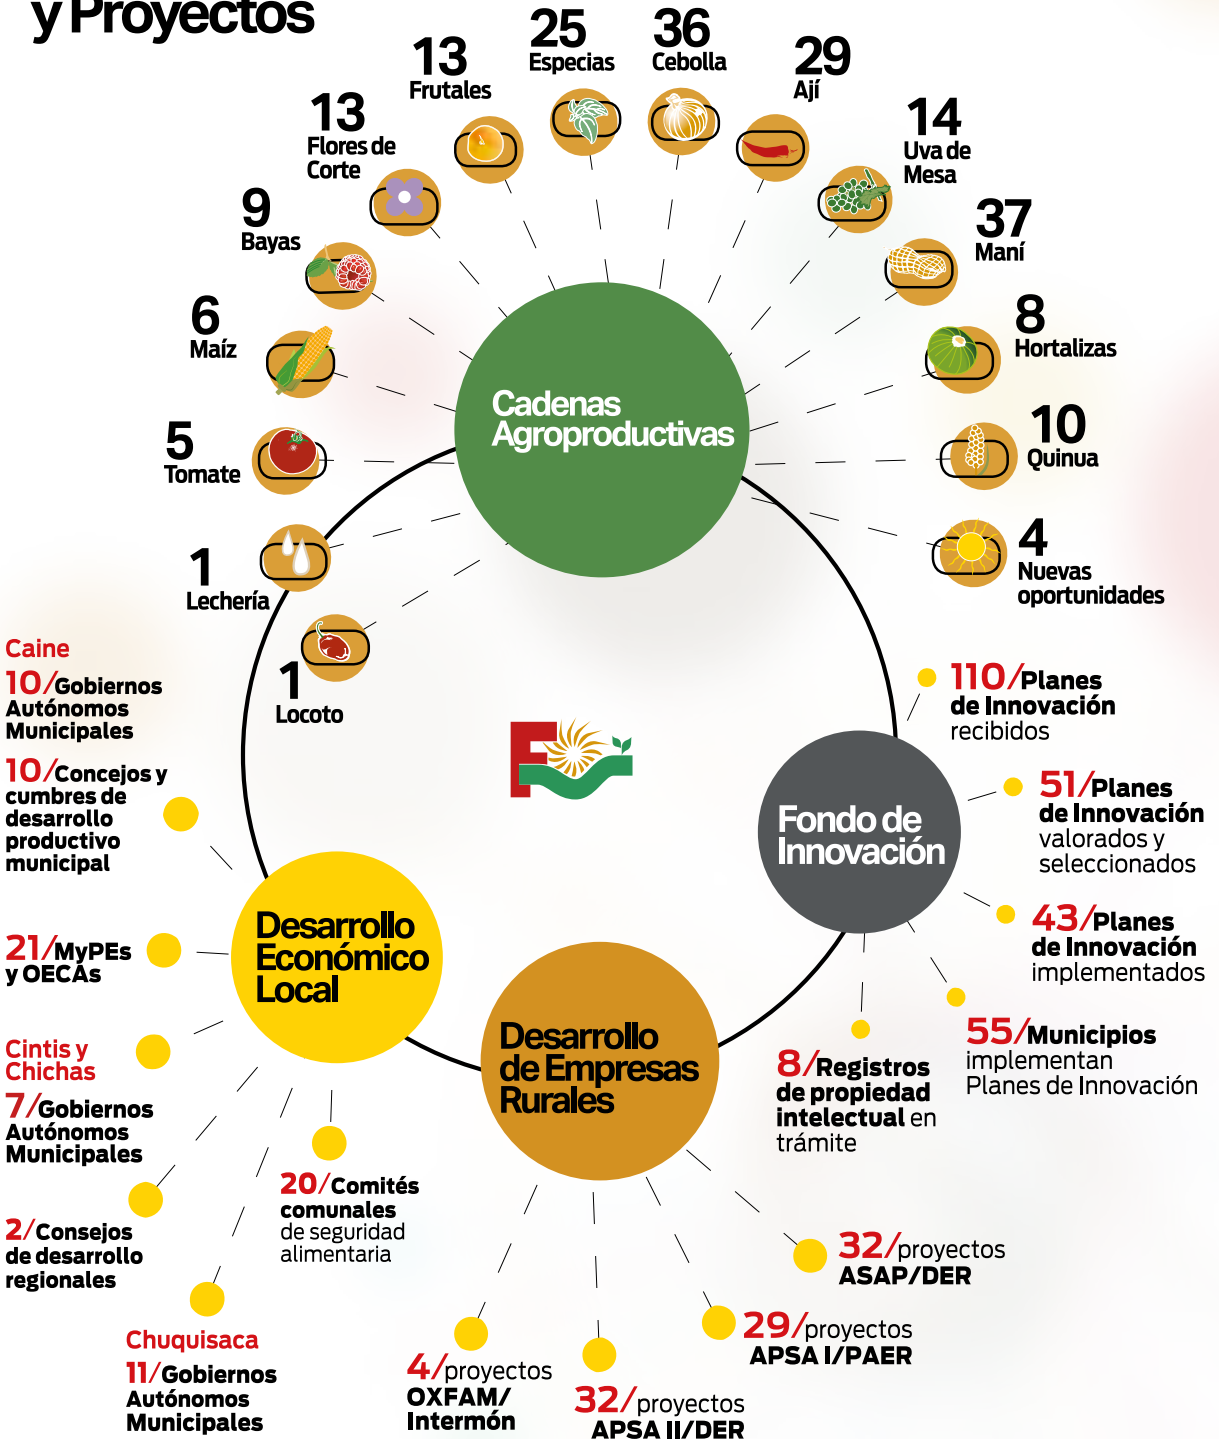 y Proyectos
25
Especias
36
Cebolla
13
Frutales
29
Ají
13
Flores de
Corte
14
Uva de
Mesa
9
Bayas
37
Maní
6
Maíz
8
Hortalizas
5
Tomate
10
Quinua
1
Lechería
4
Nuevas
oportunidades
1
Locoto
Cadenas
Agroproductivas
Caine
10/Gobiernos
Autónomos
Municipales
10/Concejos y
cumbres de
desarrollo
productivo
municipal
21/MyPEs
y OECAs
Cintis y
Chichas
7/Gobiernos
Autónomos
Municipales
2/Consejos
de desarrollo
regionales
Chuquisaca
11/Gobiernos
Autónomos
Municipales
20/Comités
comunales
de seguridad
alimentaria
Desarrollo
Económico
Local
Desarrollo
de Empresas
Rurales
4/proyectos
OXFAM/
Intermón
32/proyectos
APSA II/DER
29/proyectos
APSA I/PAER
32/proyectos
ASAP/DER
Fondo de
Innovación
110/Planes
de Innovación
recibidos
51/Planes
de Innovación
valorados y
seleccionados
43/Planes
de Innovación
implementados
55/Municipios
implementan
Planes de Innovación
8/Registros
de propiedad
intelectual en
trámite